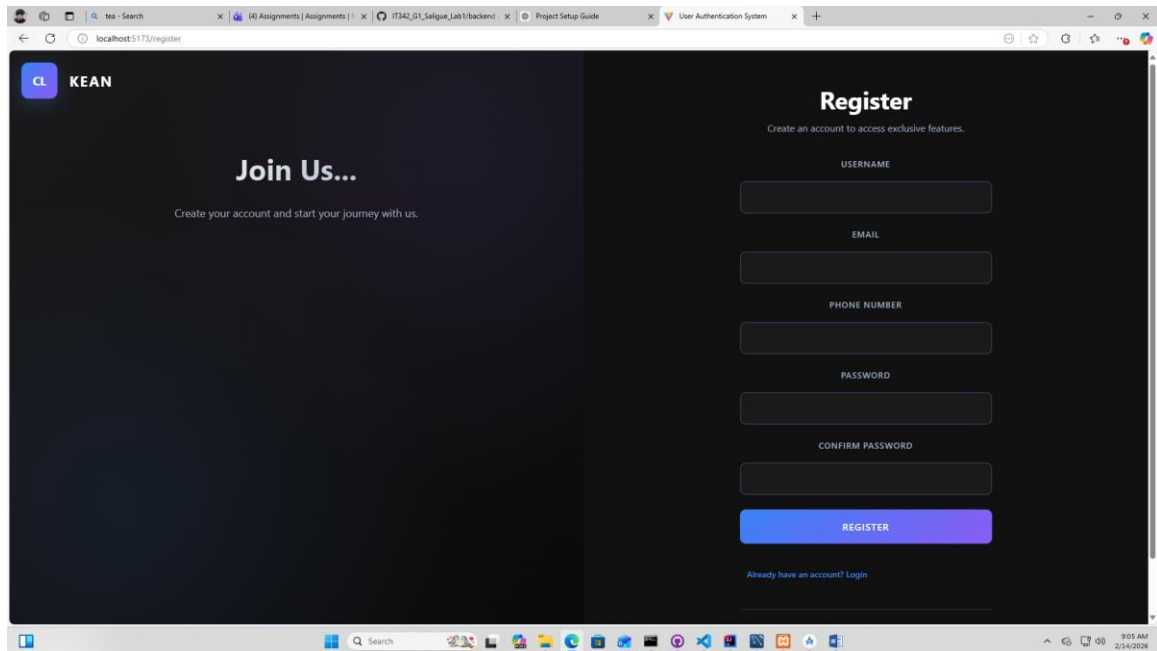 tea - Search
(4) Assignments | Assignments |
IT342_G1_Saligue_Lab1/backend
Project Setup Guide
User Authentication System
localhost:5173/register
CL
KEAN
Join Us...
Create your account and start your journey with us.
Register
Create an account to access exclusive features.
USERNAME
EMAIL
PHONE NUMBER
PASSWORD
CONFIRM PASSWORD
REGISTER
Already have an account? Login
Search
9:05 AM
2/14/2026